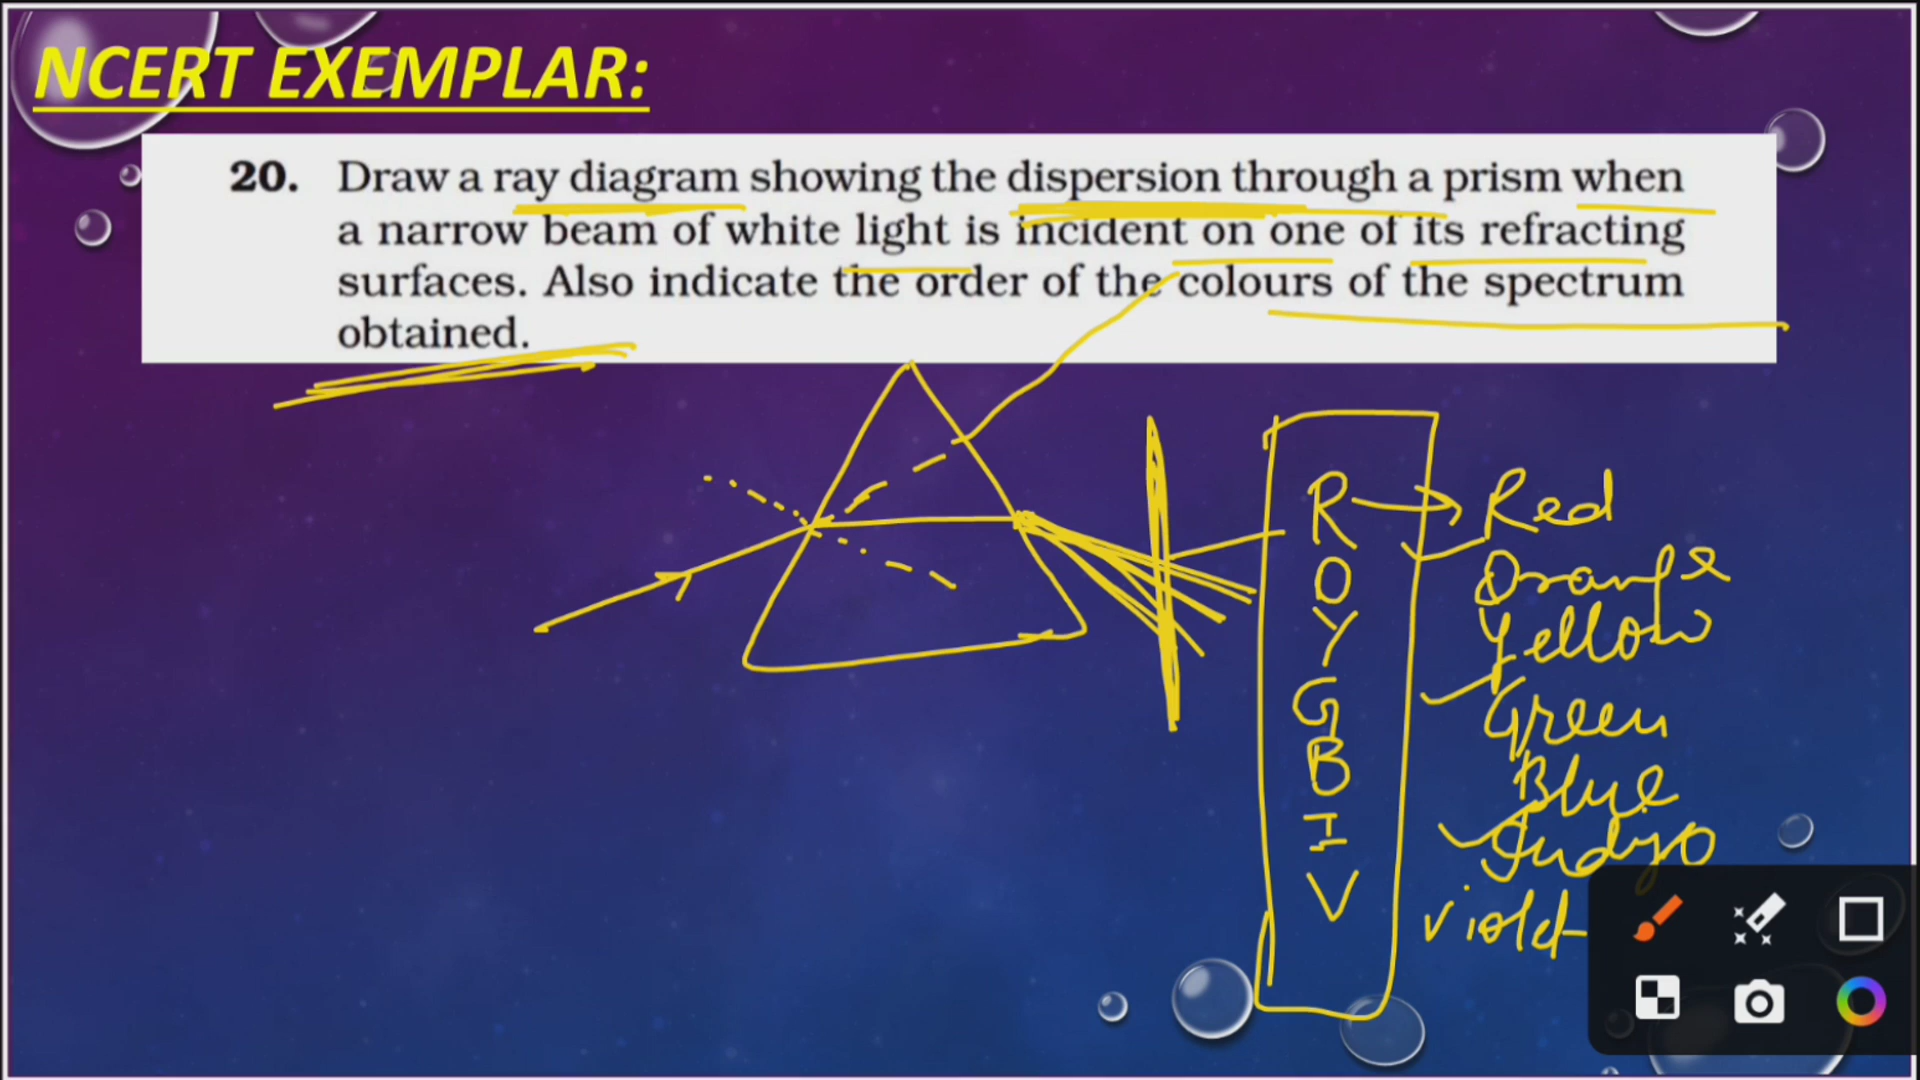 NCERT EXEMPLAR:
20. Draw a ray diagram showing the dispersion through a prism when
a narrow beam of white light is incident on one of its refracting
surfaces. Also indicate the order of the colours of the spectrum
obtained.
R → Red
O Orange
Y Yellow
G Green
B Blue
I Indigo
V violet